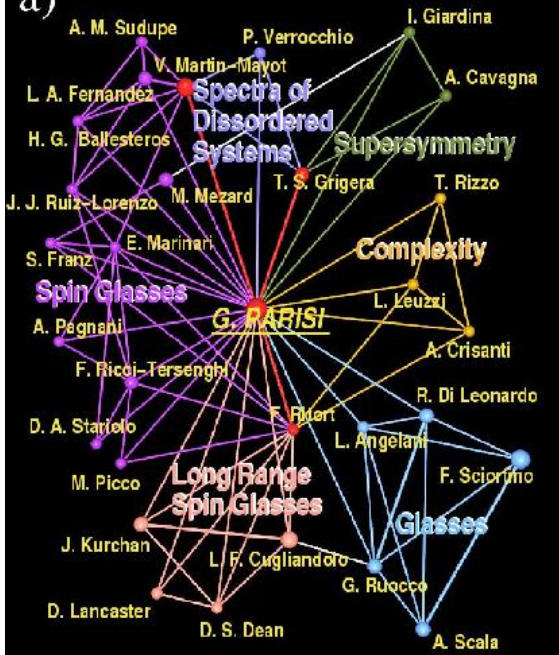 a)
A. M. Sudupe
P. Verrocchio
I. Giardina
V. Martin-Mayot
L. A. Fernandez
A. Cavagna
Spectra of
Dissordered
Systems
H. G. Ballesteros
Supersymmetry
T. S. Grigera
M. Mezard
T. Rizzo
J. J. Ruiz-Lorenzo
E. Marinari
S. Franz
Complexity
Spin Glasses
L. Leuzzi
G. PARISI
A. Pagnani
A. Crisanti
F. Ricci-Tersenghi
R. Di Leonardo
F. Ritort
D. A. Stariolo
L. Angelani
M. Picco
Long Range
Spin Glasses
F. Sciortino
Glasses
J. Kurchan
L. F. Cugliandolo
G. Ruocco
D. Lancaster
D. S. Dean
A. Scala